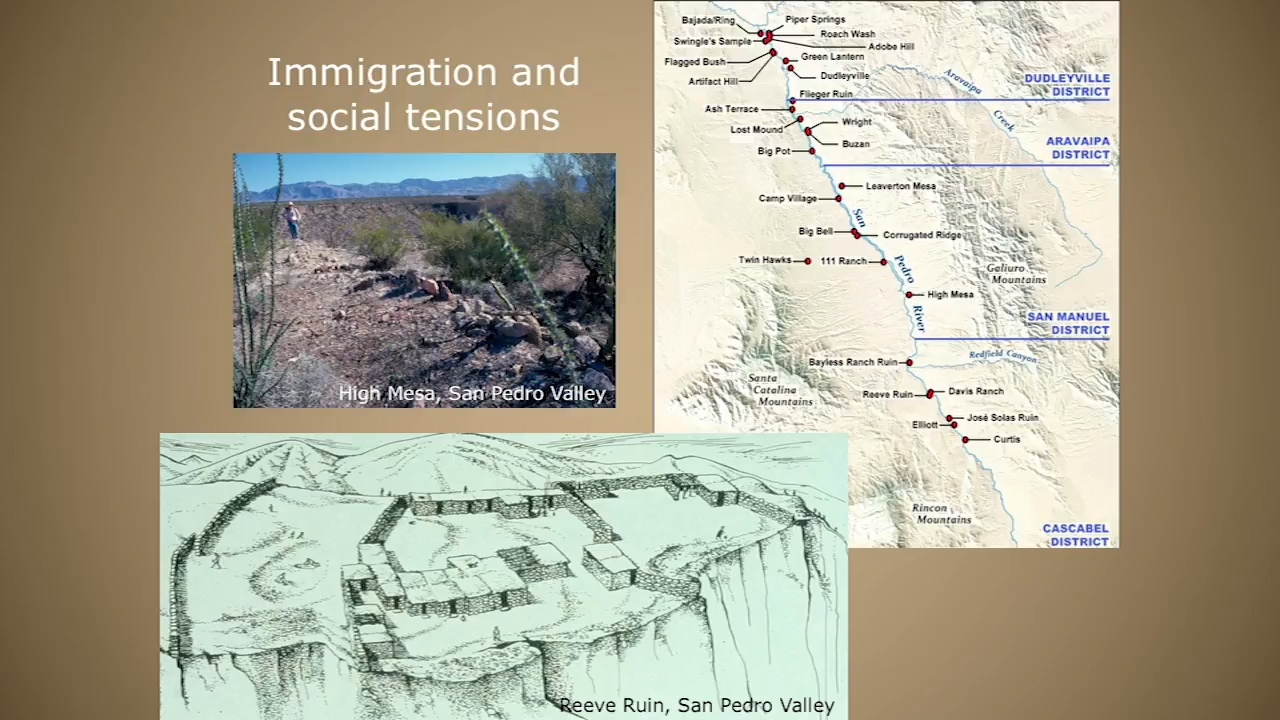 Immigration and
social tensions
High Mesa, San Pedro Valley
Reeve Ruin, San Pedro Valley
Bajada/Ring
Piper Springs
Roach Wash
Swingle's Sample
Adobe Hill
Flagged Bush
Green Lantern
Artifact Hill
Dudleyville
Flieger Ruin
Aravaipa
Creek
DUDLEYVILLE
DISTRICT
Ash Terrace
Lost Mound
Wright
Big Pot
Buzan
ARAVAIPA
DISTRICT
Leaverton Mesa
Camp Village
San
Pedro
River
Big Bell
Corrugated Ridge
Twin Hawks
111 Ranch
Galiuro
Mountains
High Mesa
SAN MANUEL
DISTRICT
Redfield Canyon
Bayless Ranch Ruin
Santa
Catalina
Mountains
Reeve Ruin
Davis Ranch
José Solas Ruin
Elliott
Curtis
Rincon
Mountains
CASCABEL
DISTRICT